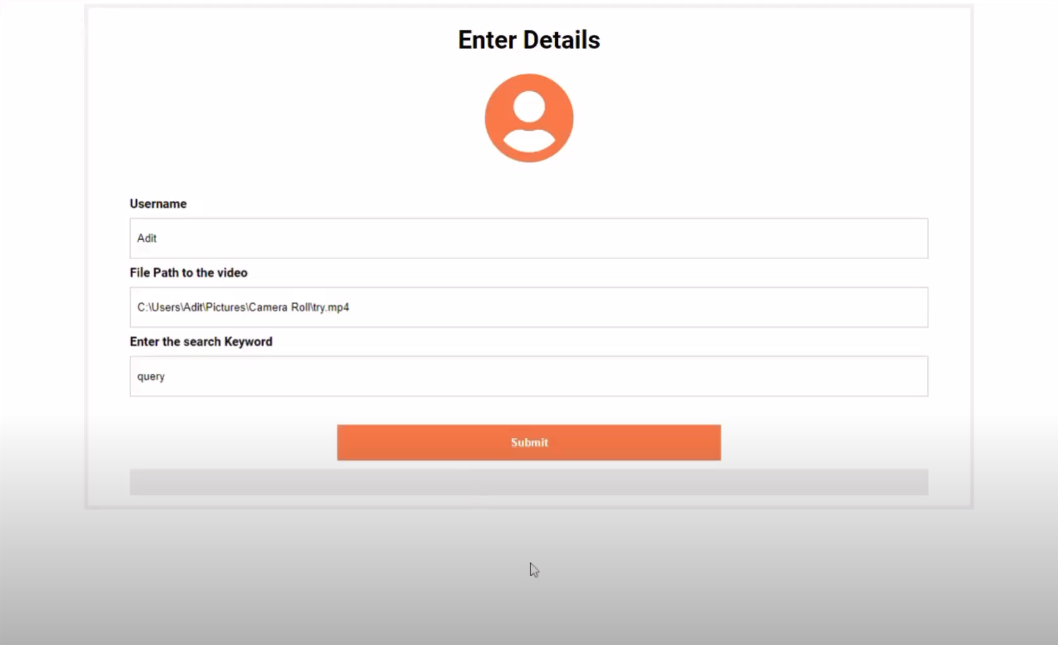 Enter Details
Username
Adit
File Path to the video
C:\Users\Adit\Pictures\Camera Roll\try.mp4
Enter the search Keyword
query
Submit